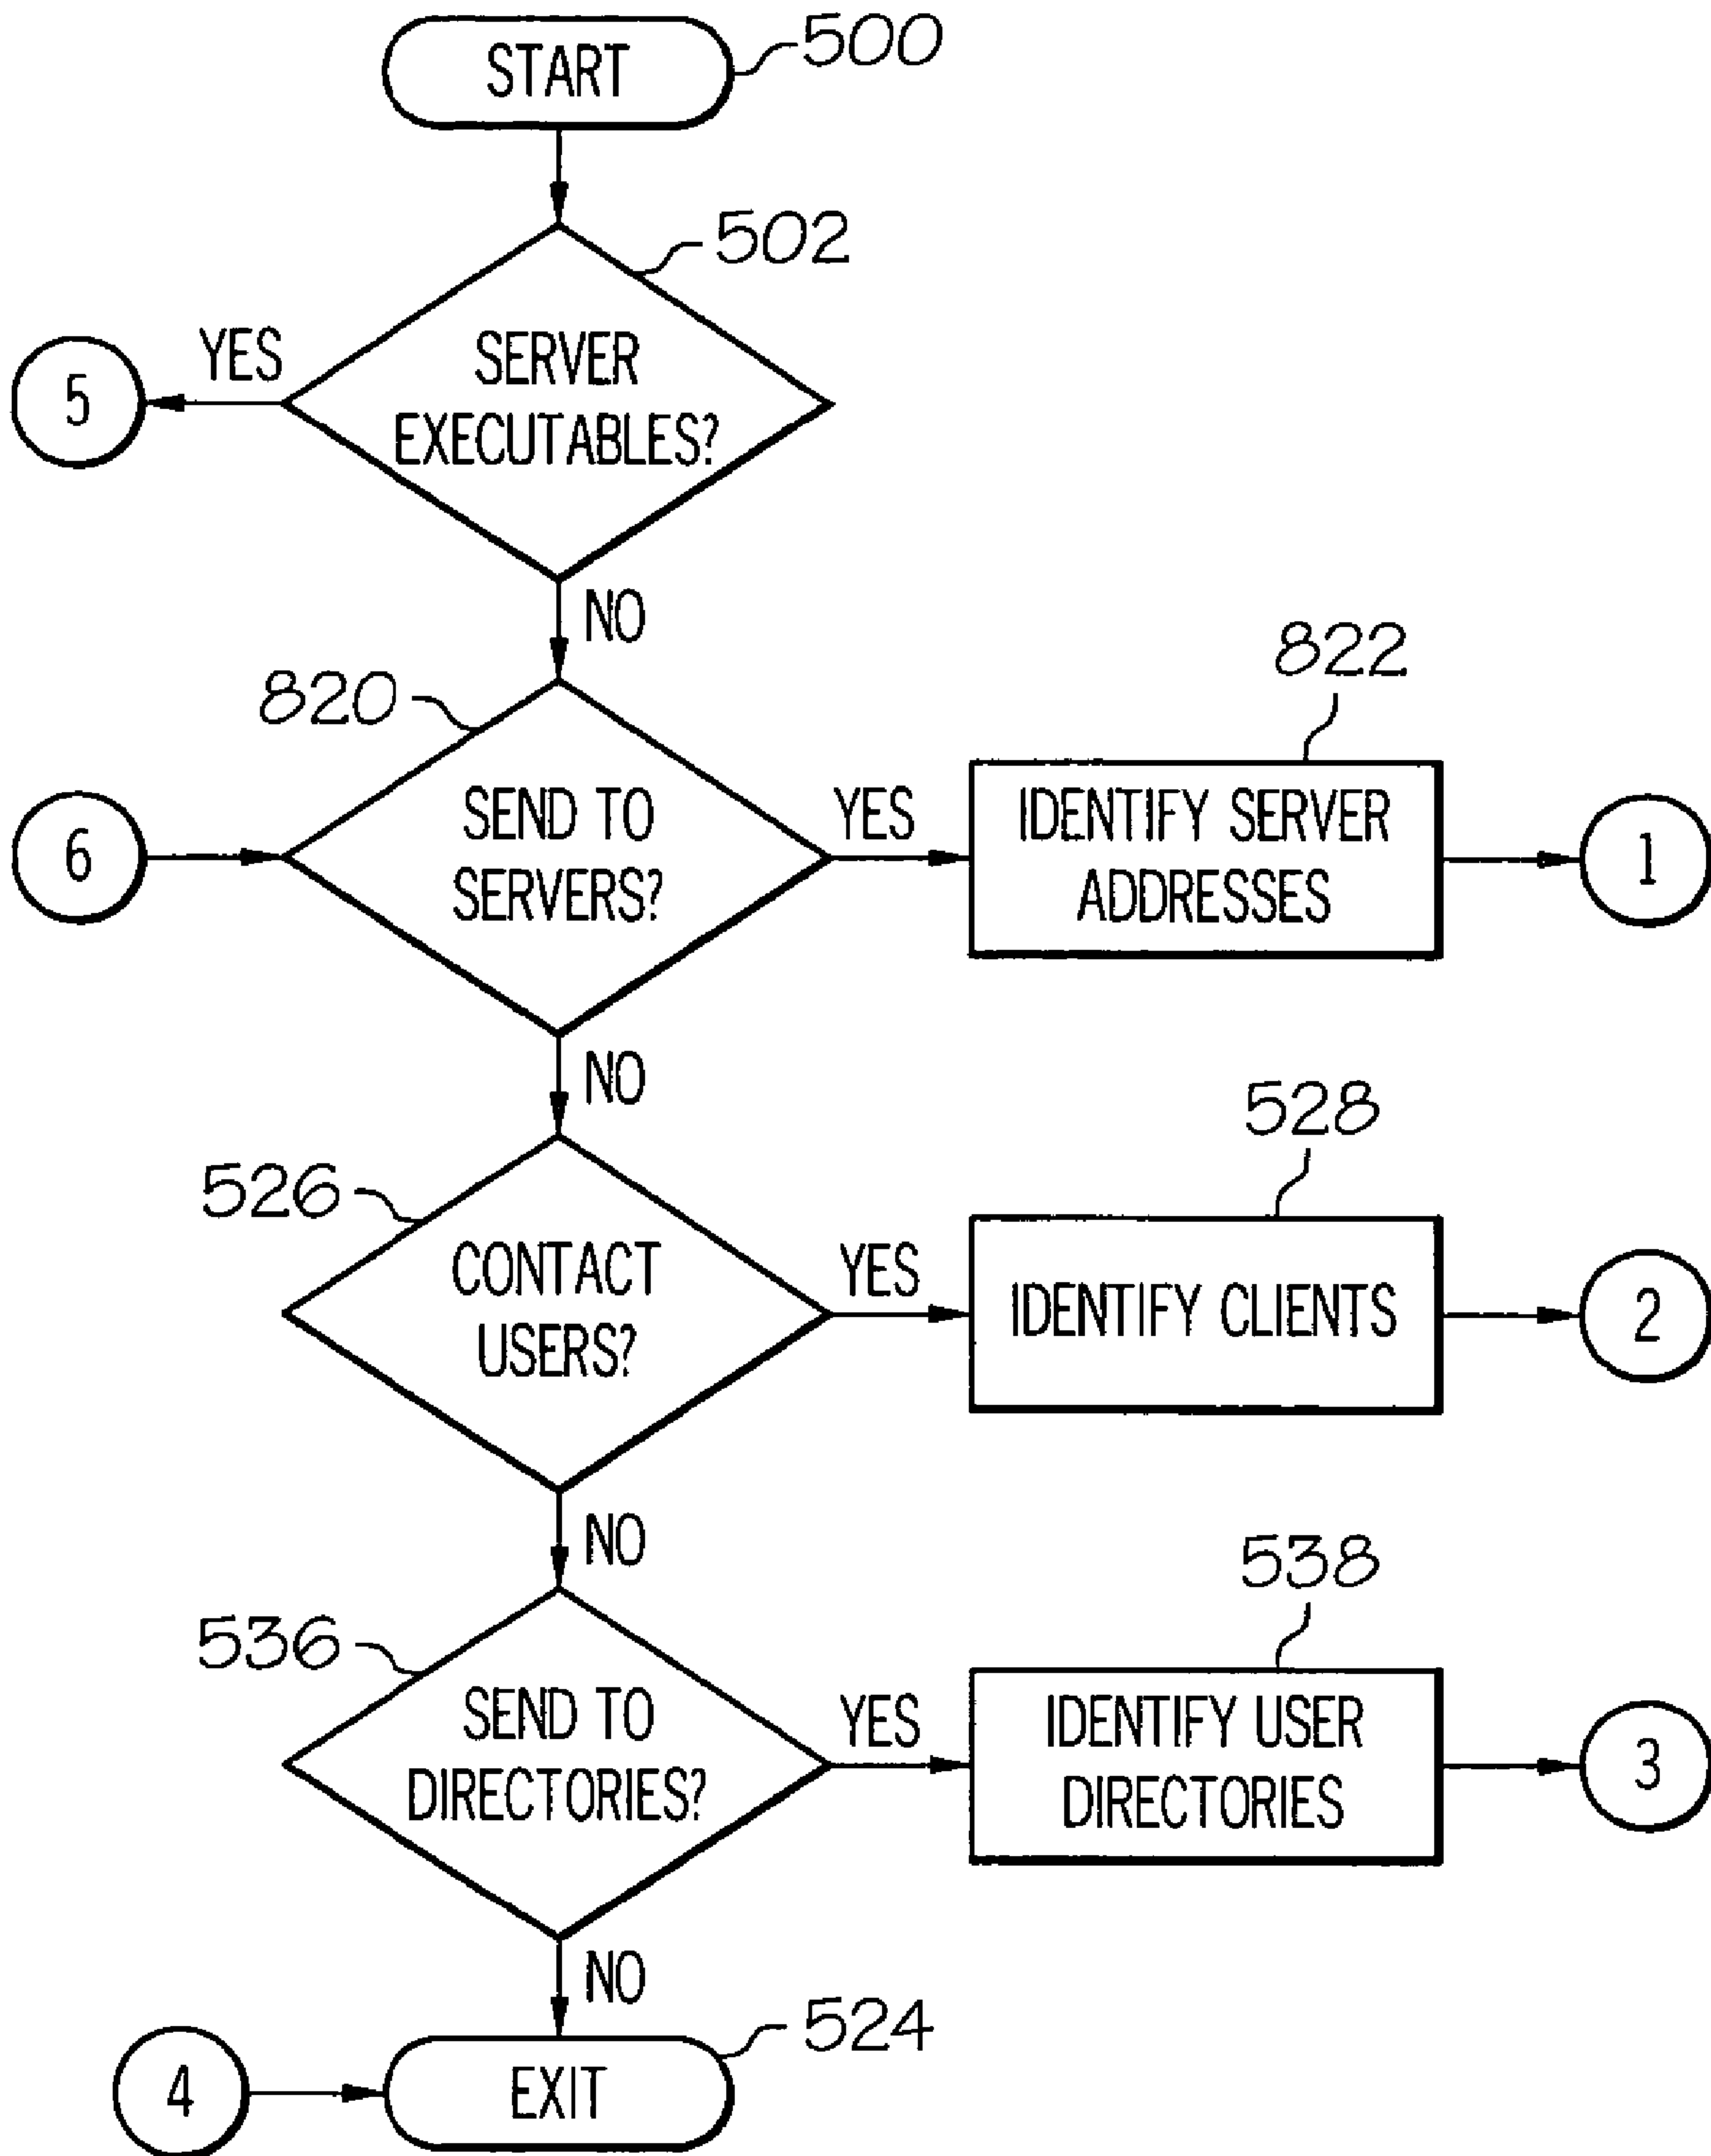 START
500
502
YES
SERVER
EXECUTABLES?
5
NO
820
822
6
SEND TO
SERVERS?
YES
IDENTIFY SERVER
ADDRESSES
1
NO
526
528
CONTACT
USERS?
YES
IDENTIFY CLIENTS
2
NO
536
538
SEND TO
DIRECTORIES?
YES
IDENTIFY USER
DIRECTORIES
3
NO
524
4
EXIT